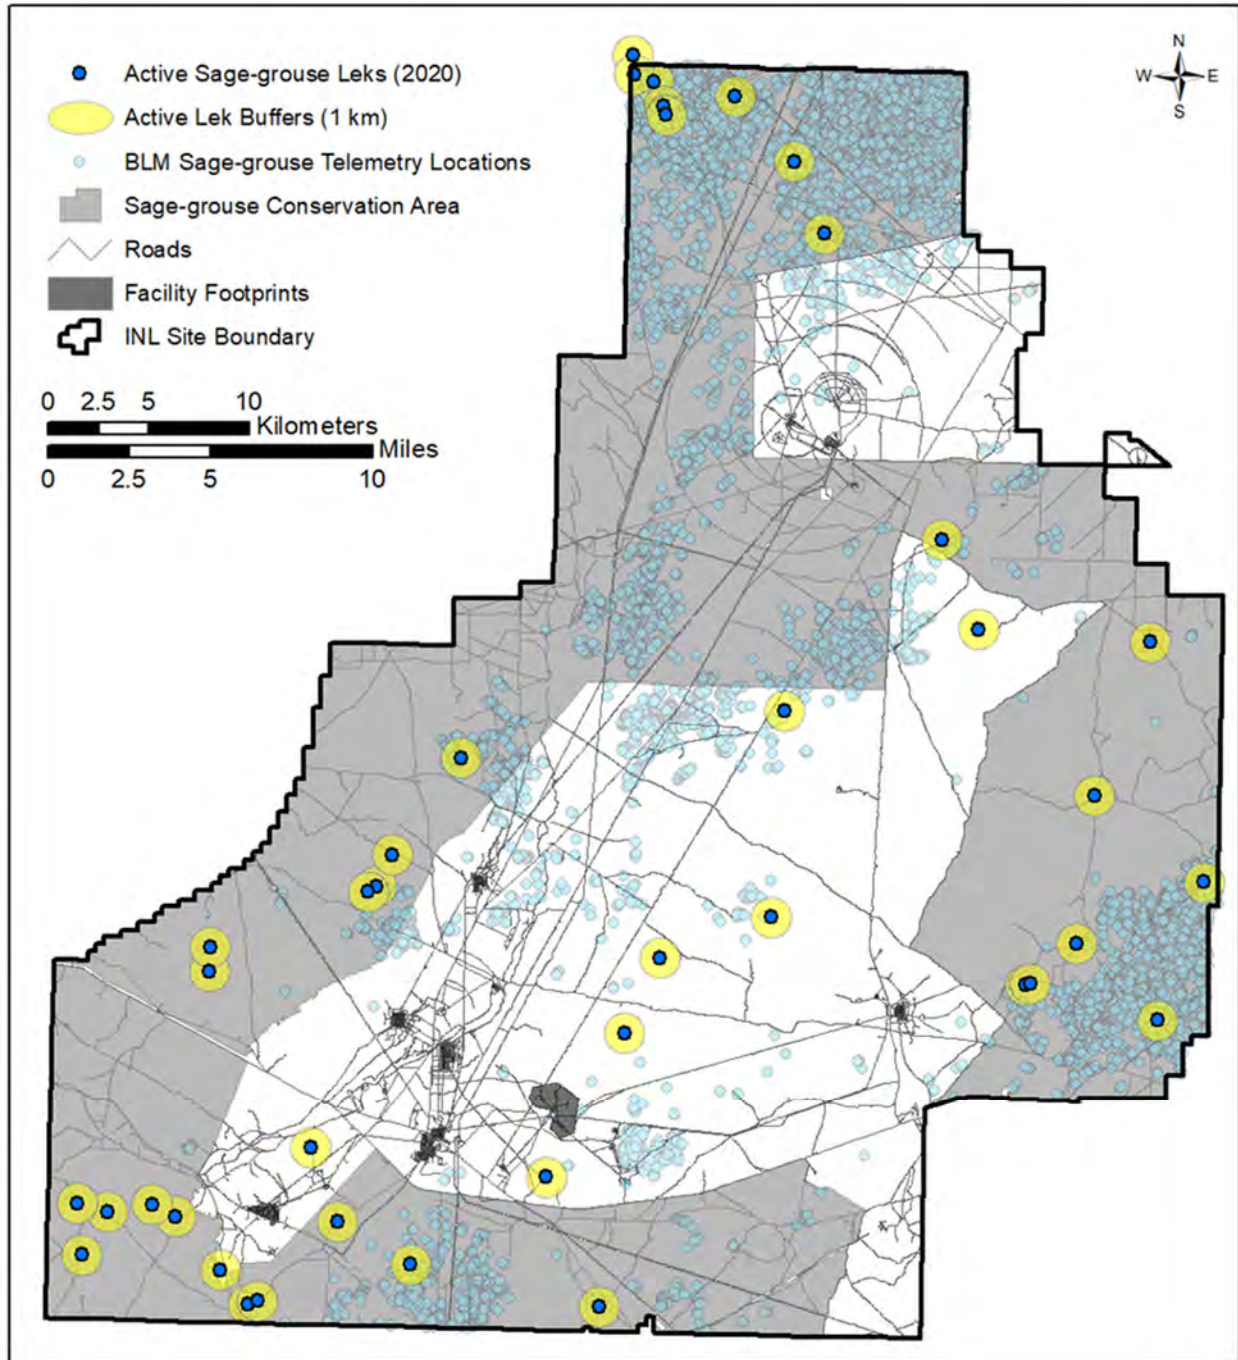 Active Sage-grouse Leks (2020)
Active Lek Buffers (1 km)
BLM Sage-grouse Telemetry Locations
Sage-grouse Conservation Area
Roads
Facility Footprints
INL Site Boundary
0 2.5 5 10
Kilometers
Miles
0 2.5 5 10
N
W E
S